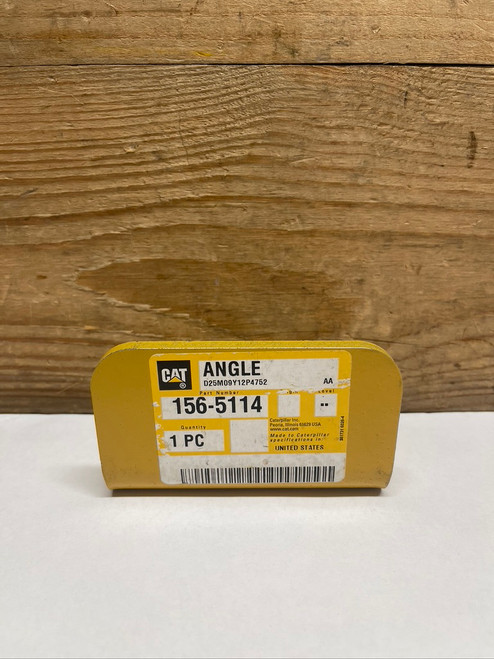 CAT ®
ANGLE
D25M09Y12P4752
AA
Part Number
156-5114
--
Quantity
1 PC
Caterpillar Inc.
Peoria, Illinois 61629 USA
www.cat.com
Made to Caterpillar
specifications in
UNITED STATES